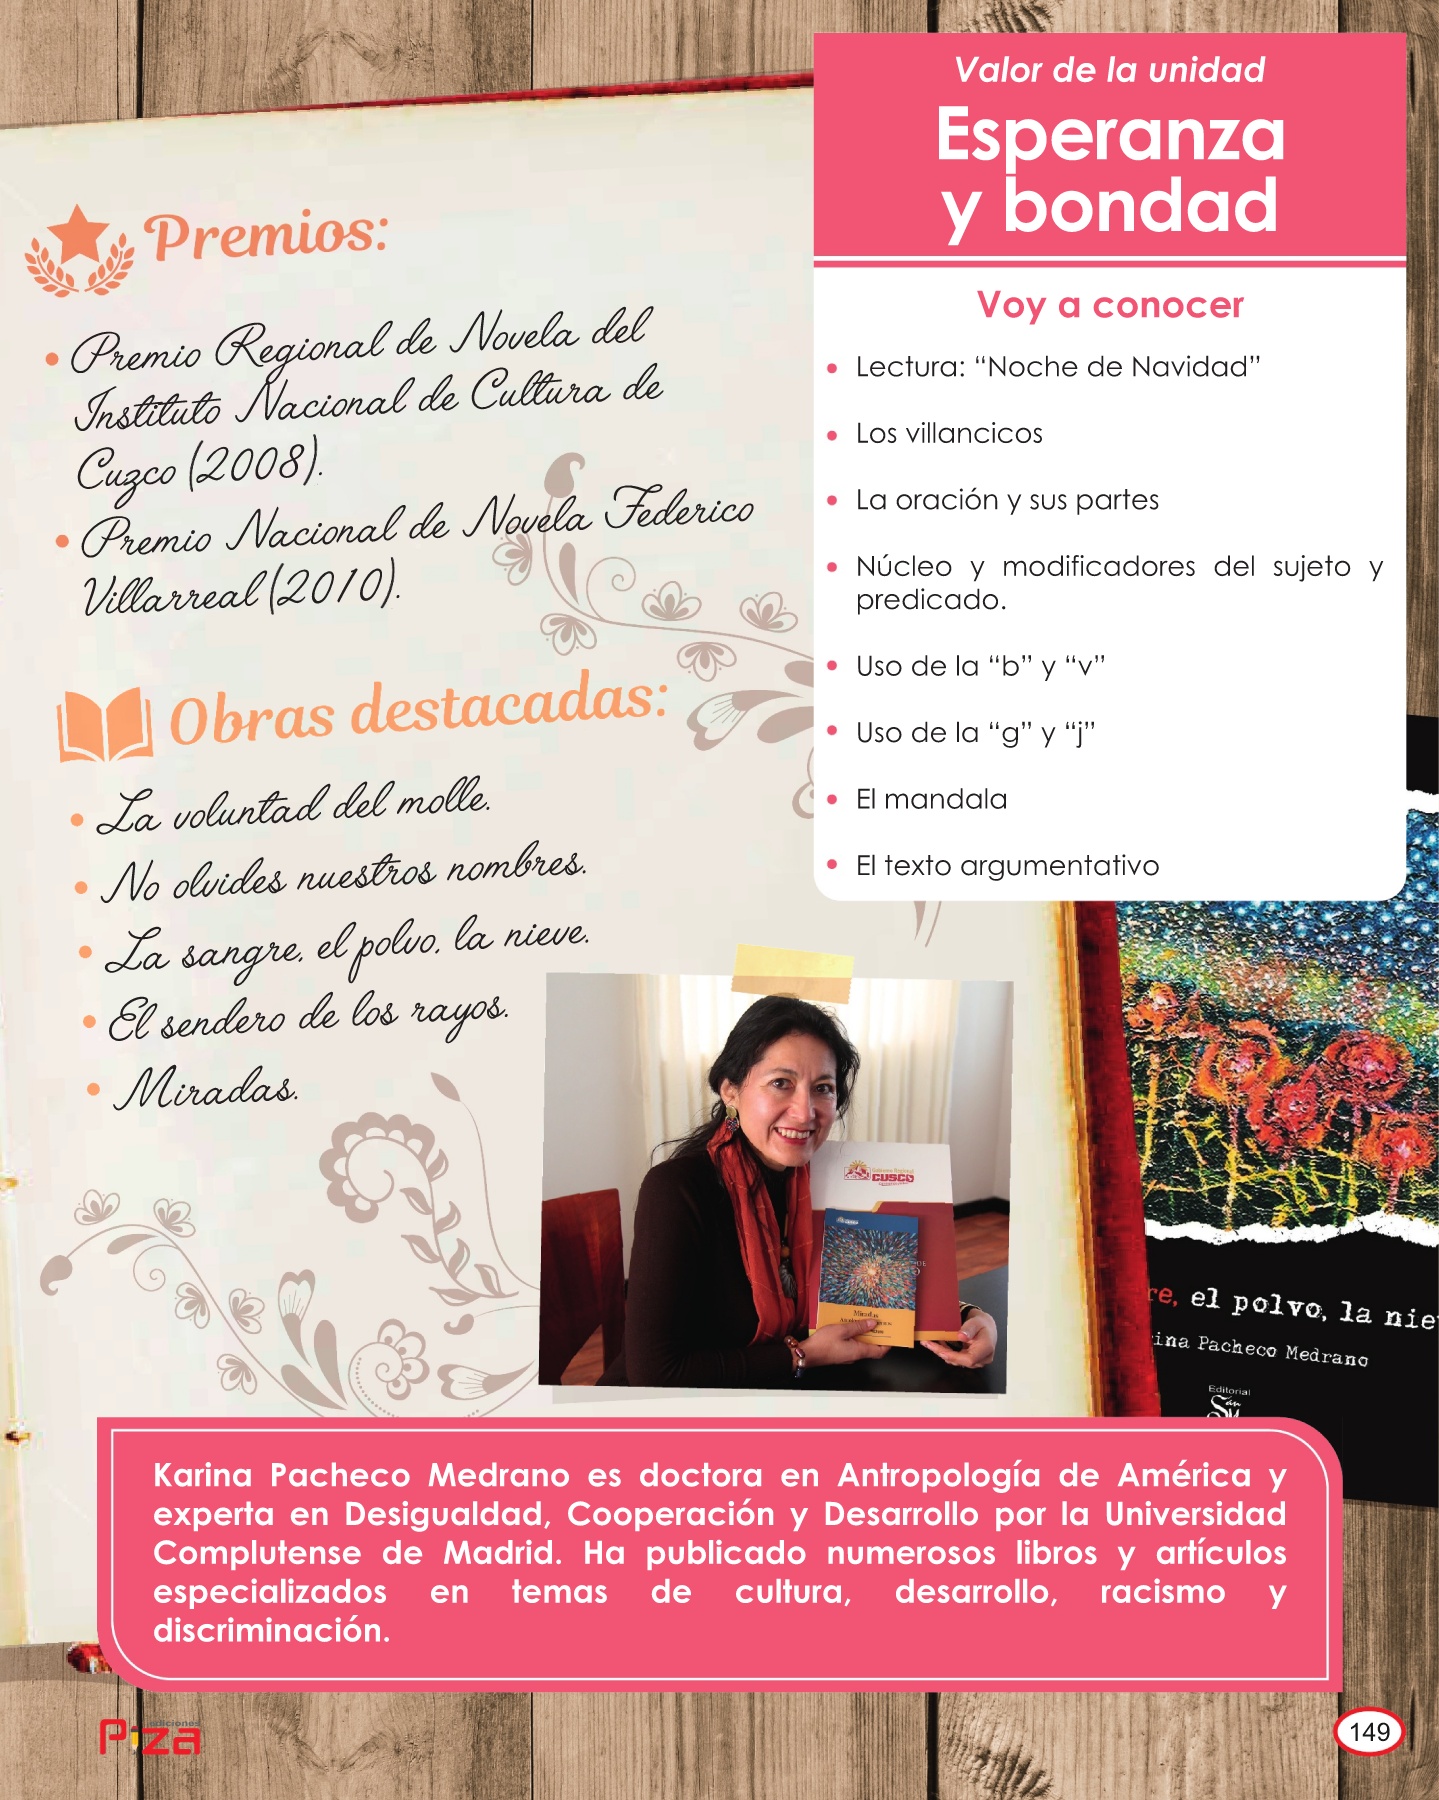 Valor de la unidad
Esperanza
y bondad
Voy a conocer
• Lectura: “Noche de Navidad”
• Los villancicos
• La oración y sus partes
• Núcleo y modificadores del sujeto y
predicado.
• Uso de la “b” y “v”
• Uso de la “g” y “j”
• El mandala
• El texto argumentativo
Premios:
• Premio Regional de Novela del
Instituto Nacional de Cultura de
Cuzco (2008).
• Premio Nacional de Novela Federico
Villarreal (2010).
Obras destacadas:
• La voluntad del molle.
• No olvides nuestros nombres.
• La sangre, el polvo, la nieve.
• El sendero de los rayos.
• Miradas.
Gobierno Regional
CUSCO
Miradas
re, el polvo, la nie
ina Pacheco Medrano
Editorial
San
Karina Pacheco Medrano es doctora en Antropología de América y
experta en Desigualdad, Cooperación y Desarrollo por la Universidad
Complutense de Madrid. Ha publicado numerosos libros y artículos
especializados en temas de cultura, desarrollo, racismo y
discriminación.
ediciones
Piza
149